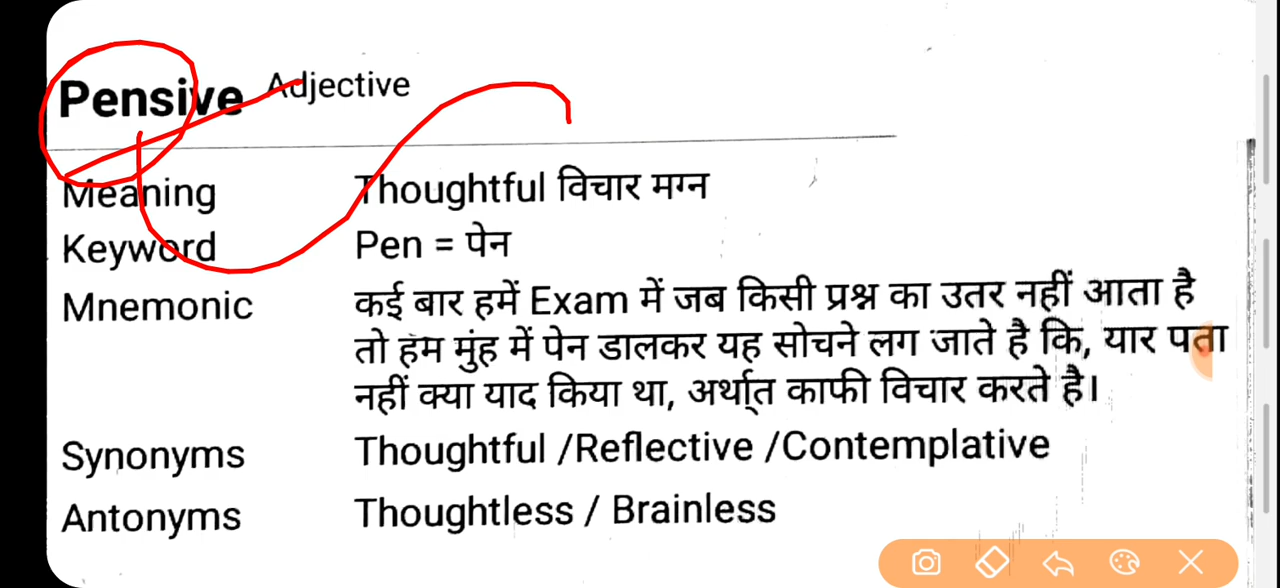 Pensive Adjective
Meaning Thoughtful विचार मग्न
Keyword Pen = पेन
Mnemonic कई बार हमें Exam में जब किसी प्रश्न का उतर नहीं आता है
तो हम मुंह में पेन डालकर यह सोचने लग जाते है कि, यार पता
नहीं क्या याद किया था, अर्थात काफी विचार करते है।
Synonyms Thoughtful /Reflective /Contemplative
Antonyms Thoughtless / Brainless